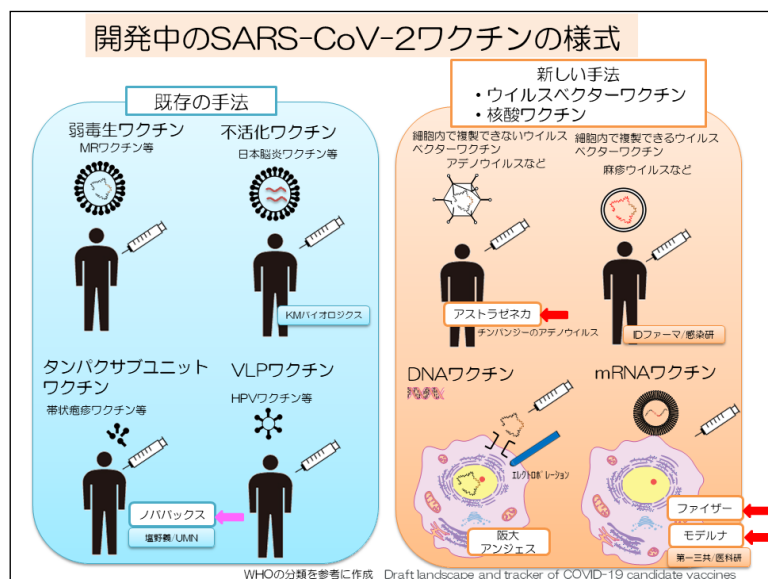 開発中のSARS-CoV-2ワクチンの様式
既存の手法
弱毒生ワクチン
MRワクチン等
不活化ワクチン
日本脳炎ワクチン等
KMバイオロジクス
タンパクサブユニット
ワクチン
帯状疱疹ワクチン等
ノババックス
塩野義/UMN
VLPワクチン
HPVワクチン等
新しい手法
・ウイルスベクターワクチン
・核酸ワクチン
細胞内で複製できないウイルス
ベクターワクチン
アデノウイルスなど
アストラゼネカ
チンパンジーのアデノウイルス
細胞内で複製できるウイルス
ベクターワクチン
麻疹ウイルスなど
IDファーマ/感染研
DNAワクチン
エレクトロポレーション
阪大
アンジェス
mRNAワクチン
ファイザー
モデルナ
第一三共/医科研
WHOの分類を参考に作成 Draft landscape and tracker of COVID-19 candidate vaccines